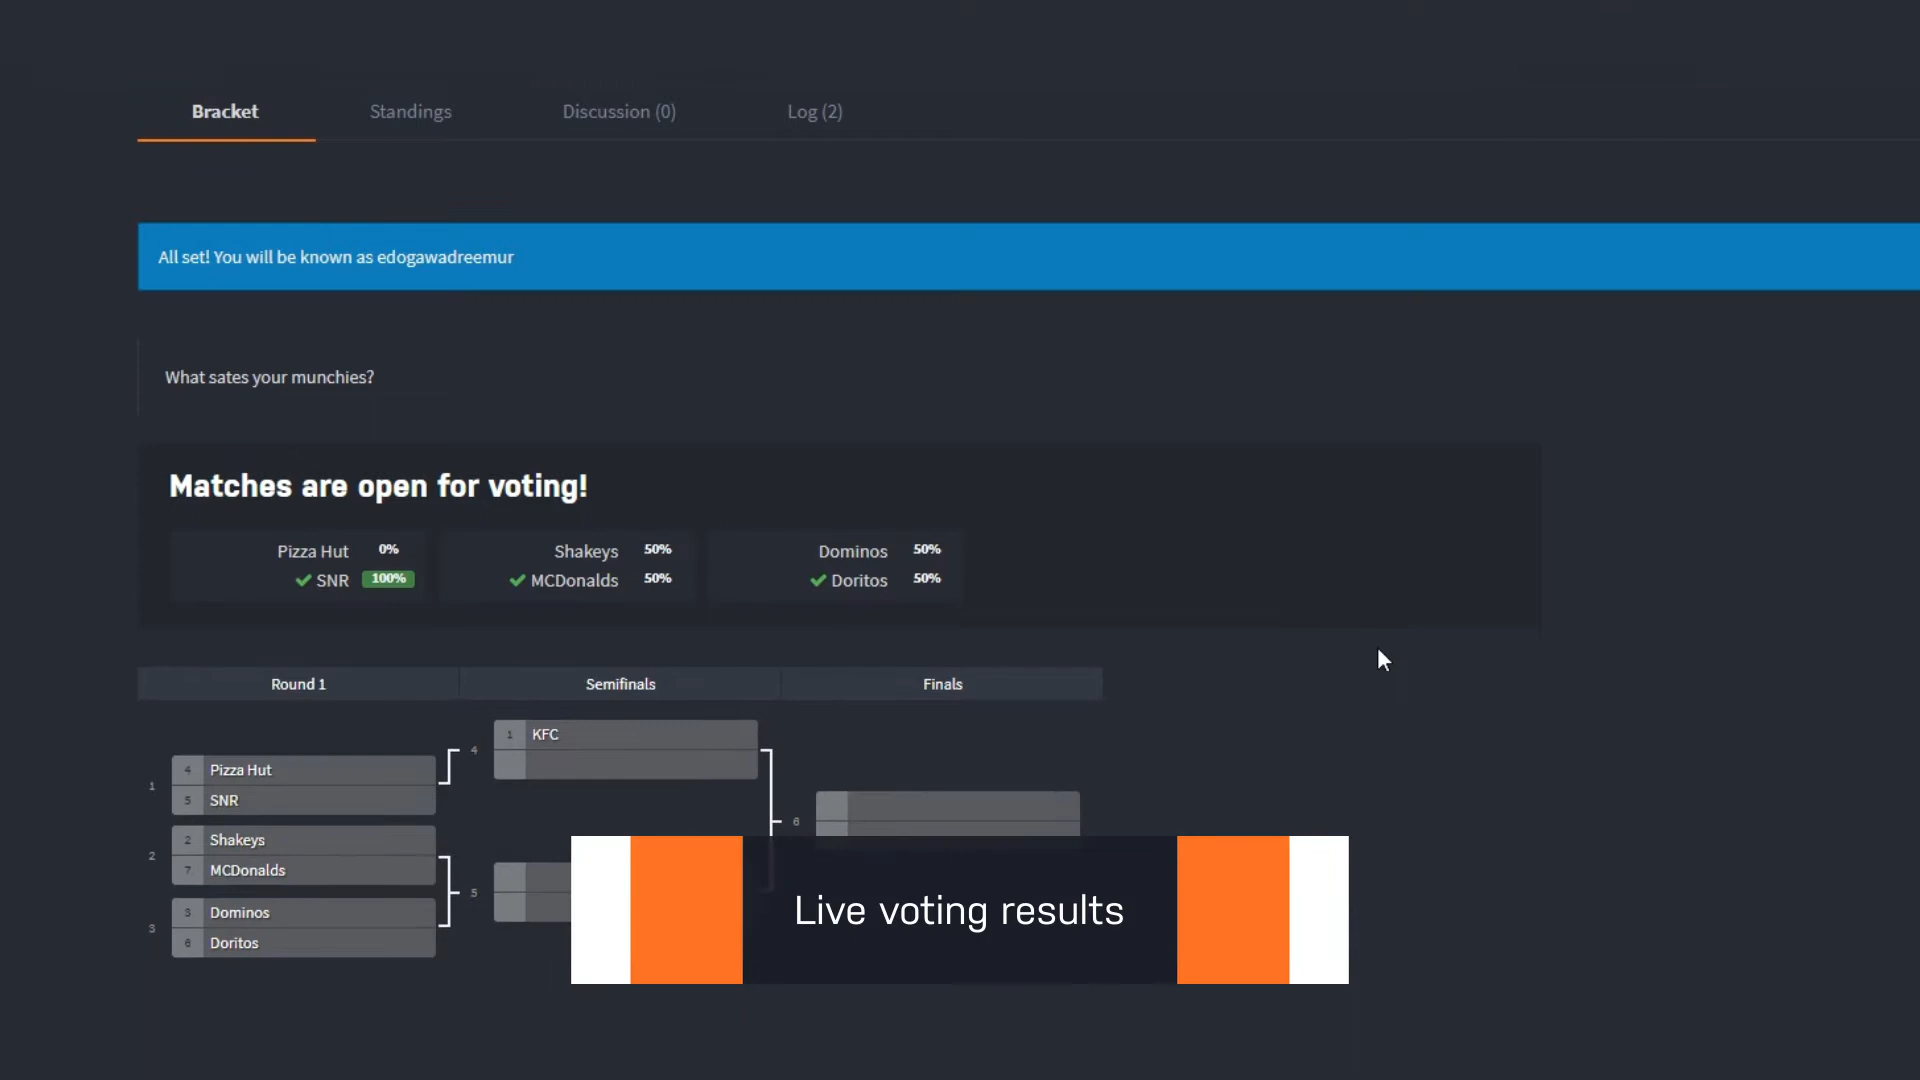 Bracket Standings Discussion (0) Log (2)
All set! You will be known as edogawadreemur
What sates your munchies?
Matches are open for voting!
Pizza Hut 0%
SNR 100%
Shakeys 50%
MCDonalds 50%
Dominos 50%
Doritos 50%
Round 1 Semifinals Finals
1
4 Pizza Hut
5 SNR
2
2 Shakeys
7 MCDonalds
3
3 Dominos
6 Doritos
4
1 KFC
5
6
Live voting results